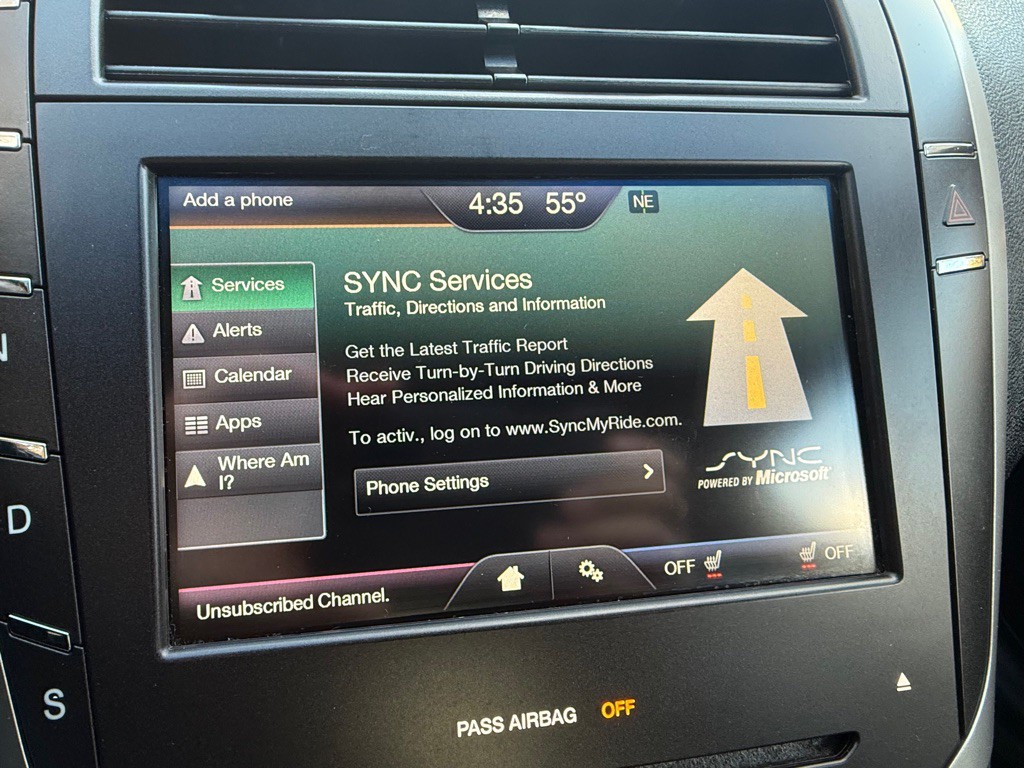 Add a phone
4:35 55° NE
Services
Alerts
Calendar
Apps
Where Am
I?
SYNC Services
Traffic, Directions and Information
Get the Latest Traffic Report
Receive Turn-by-Turn Driving Directions
Hear Personalized Information & More
To activ., log on to www.SyncMyRide.com.
Phone Settings
SYNC
POWERED BY Microsoft
Unsubscribed Channel.
OFF
OFF
N
D
S
PASS AIRBAG OFF